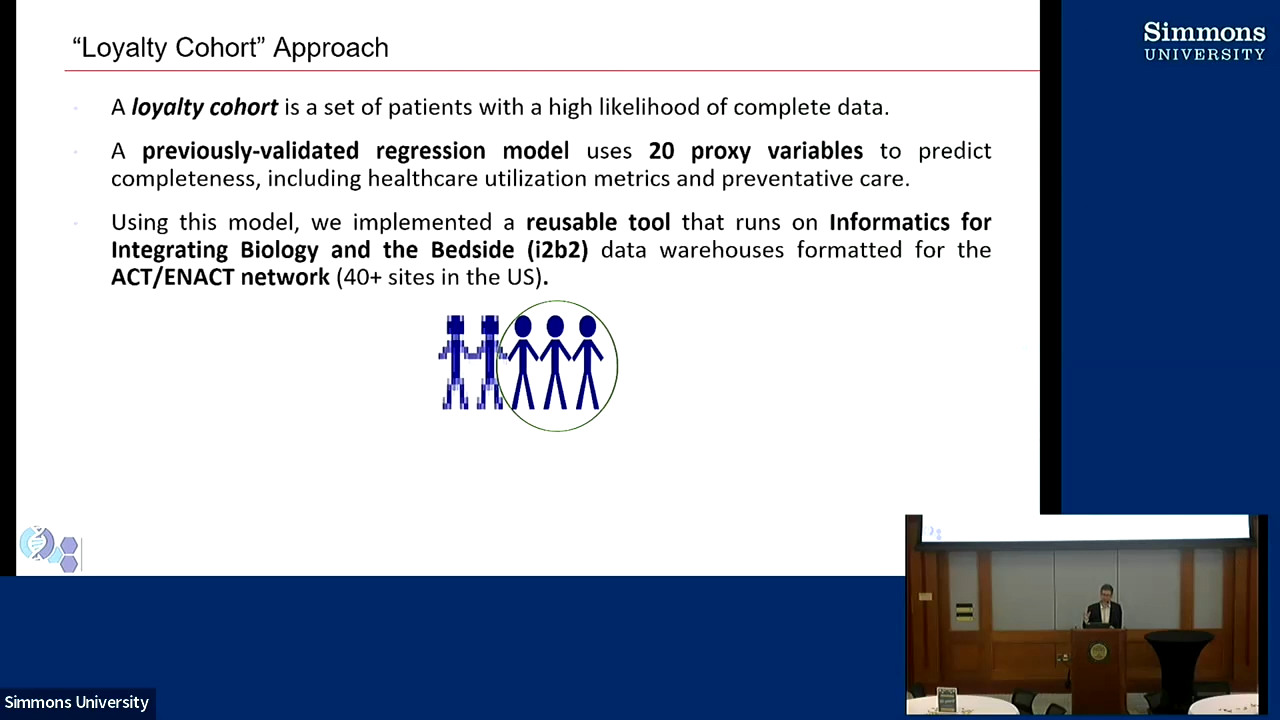 “Loyalty Cohort” Approach
A loyalty cohort is a set of patients with a high likelihood of complete data.
A previously-validated regression model uses 20 proxy variables to predict
completeness, including healthcare utilization metrics and preventative care.
Using this model, we implemented a reusable tool that runs on Informatics for
Integrating Biology and the Bedside (i2b2) data warehouses formatted for the
ACT/ENACT network (40+ sites in the US).
Simmons
UNIVERSITY
Simmons University